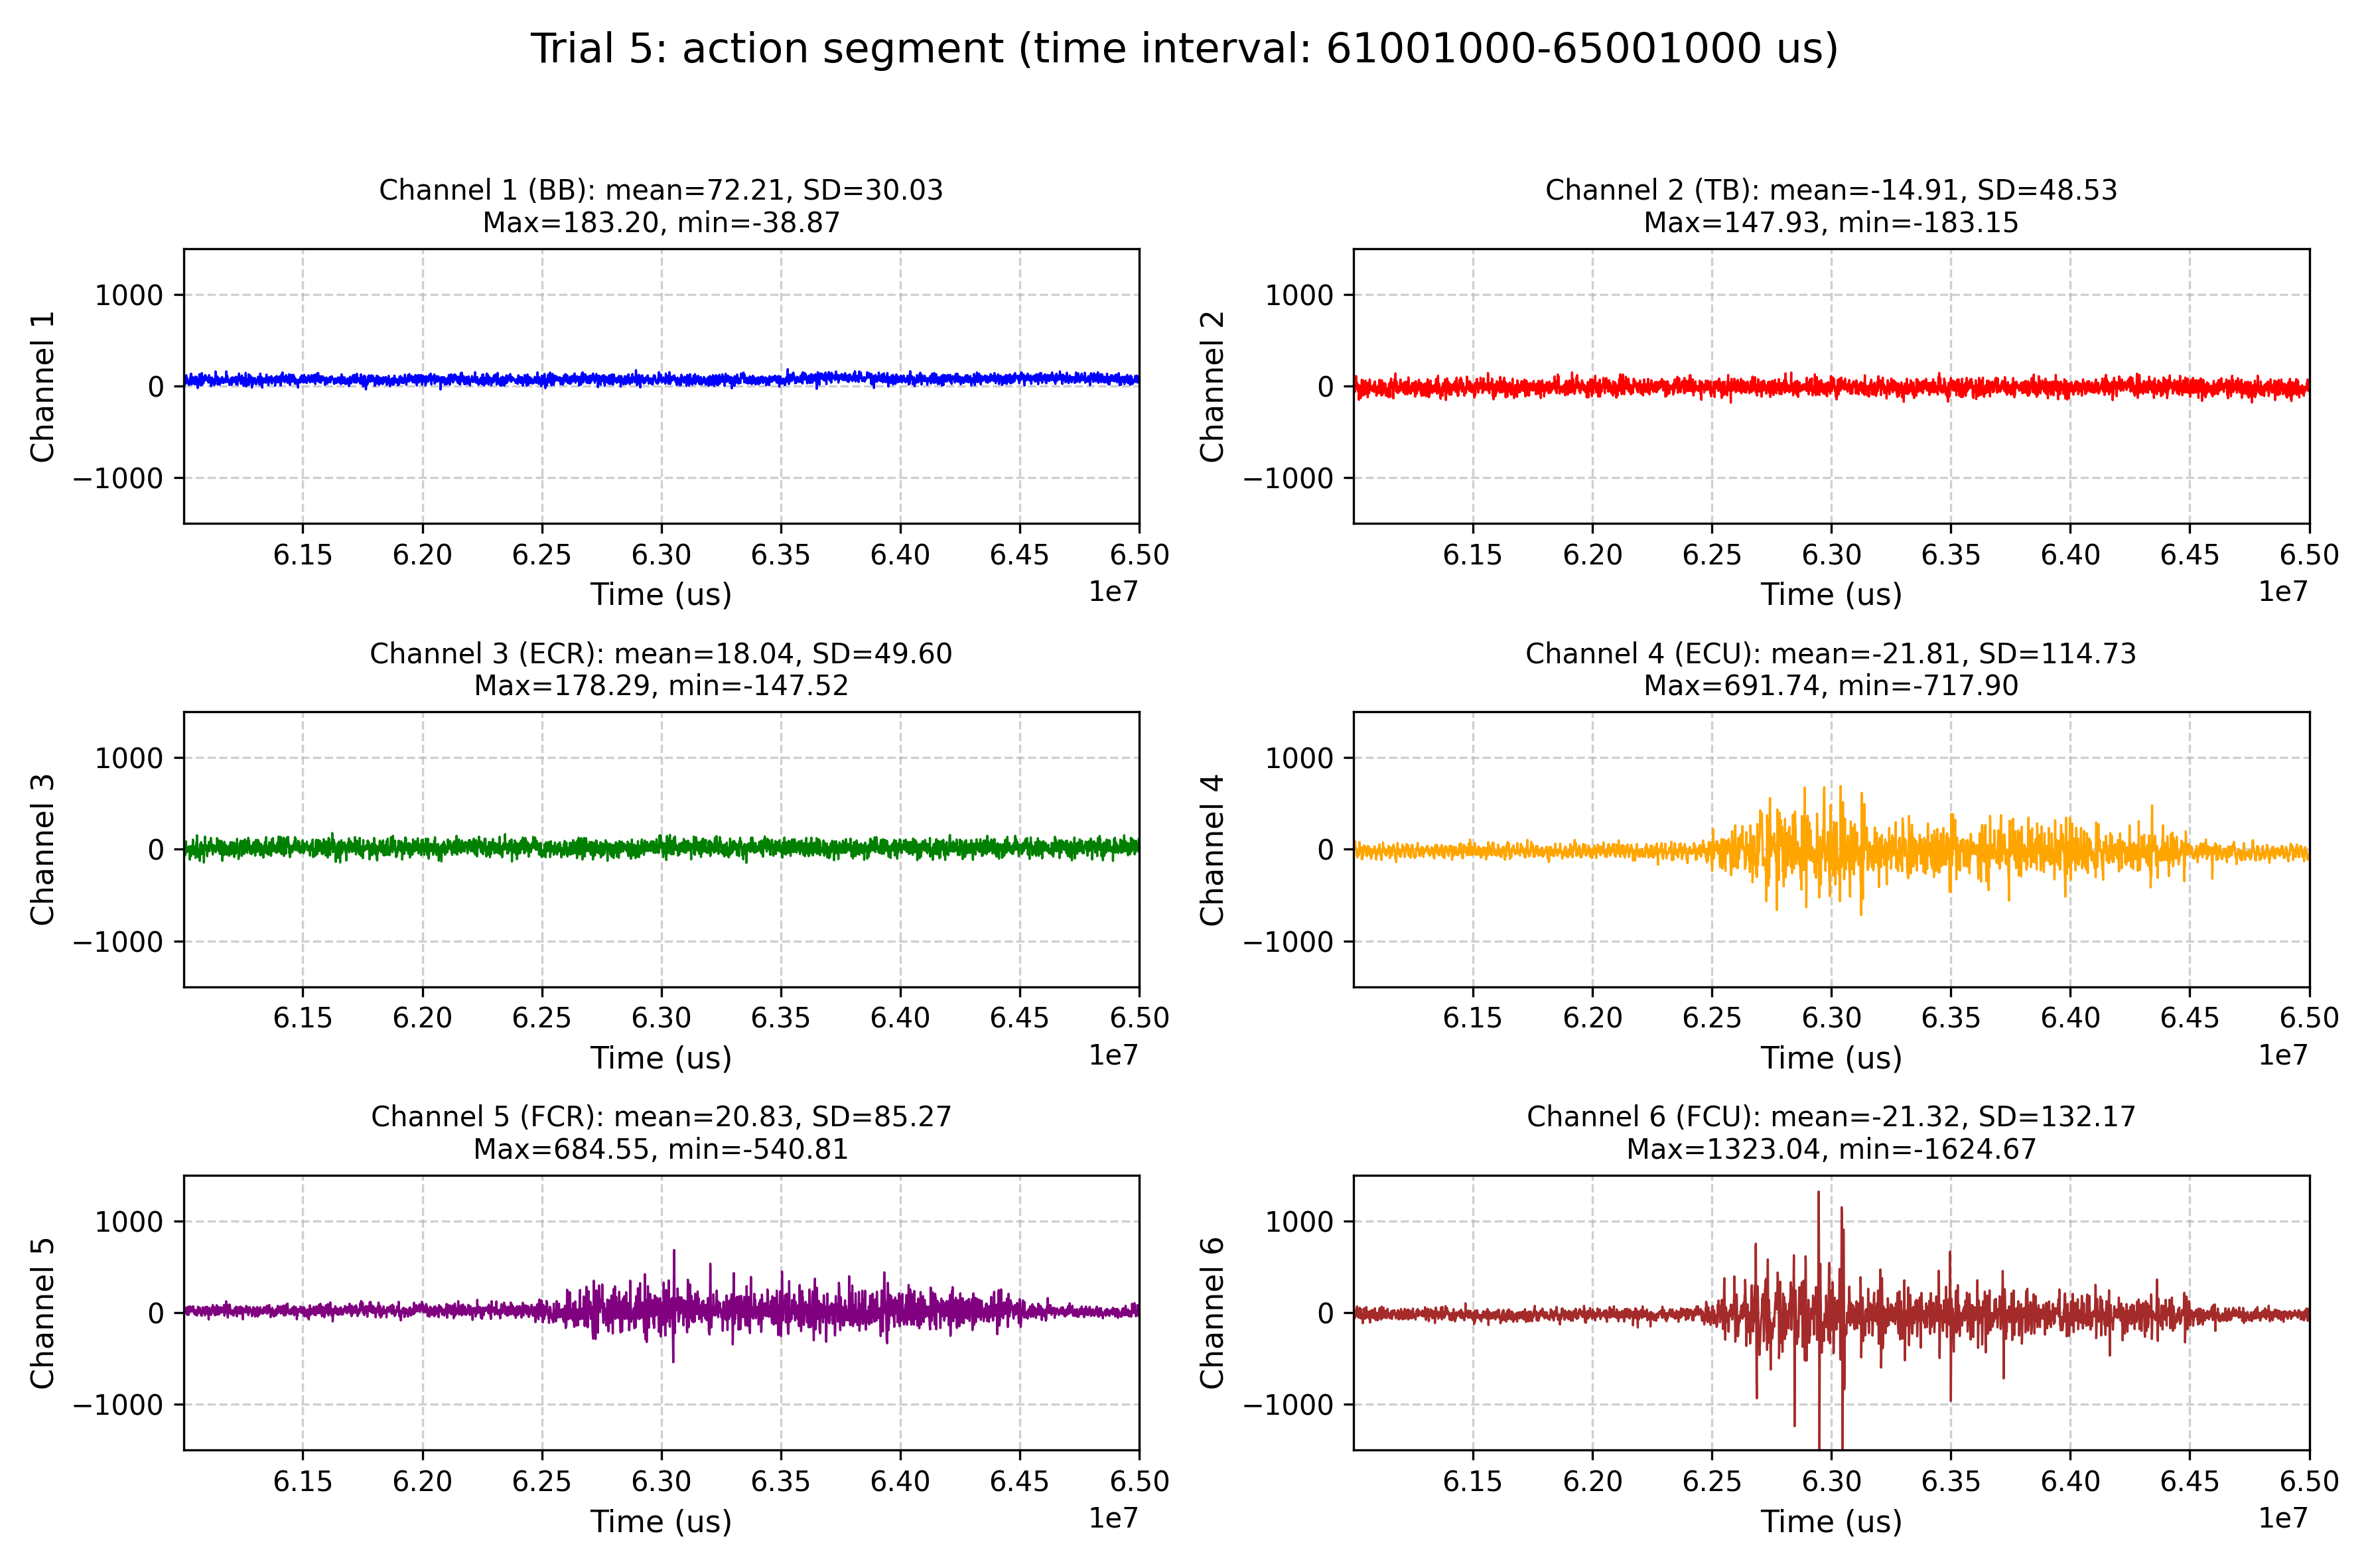 Trial 5: action segment (time interval: 61001000-65001000 us)
Channel 1 (BB): mean=72.21, SD=30.03
Max=183.20, min=-38.87
Channel 1
1000
0
−1000
6.15 6.20 6.25 6.30 6.35 6.40 6.45 6.50
Time (us)
1e7
Channel 2 (TB): mean=-14.91, SD=48.53
Max=147.93, min=-183.15
Channel 2
1000
0
−1000
6.15 6.20 6.25 6.30 6.35 6.40 6.45 6.50
Time (us)
1e7
Channel 3 (ECR): mean=18.04, SD=49.60
Max=178.29, min=-147.52
Channel 3
1000
0
−1000
6.15 6.20 6.25 6.30 6.35 6.40 6.45 6.50
Time (us)
1e7
Channel 4 (ECU): mean=-21.81, SD=114.73
Max=691.74, min=-717.90
Channel 4
1000
0
−1000
6.15 6.20 6.25 6.30 6.35 6.40 6.45 6.50
Time (us)
1e7
Channel 5 (FCR): mean=20.83, SD=85.27
Max=684.55, min=-540.81
Channel 5
1000
0
−1000
6.15 6.20 6.25 6.30 6.35 6.40 6.45 6.50
Time (us)
1e7
Channel 6 (FCU): mean=-21.32, SD=132.17
Max=1323.04, min=-1624.67
Channel 6
1000
0
−1000
6.15 6.20 6.25 6.30 6.35 6.40 6.45 6.50
Time (us)
1e7